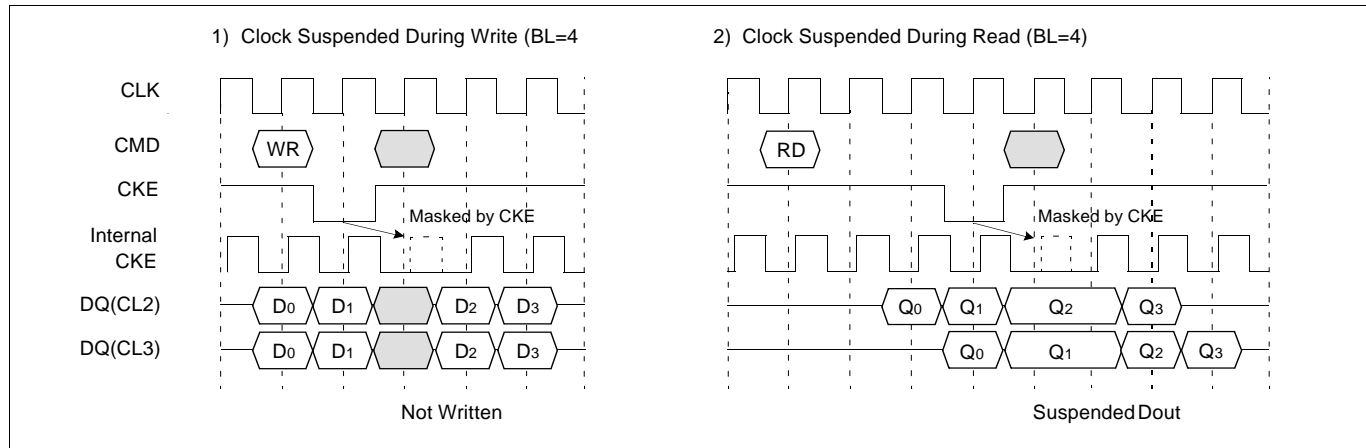 1) Clock Suspended During Write (BL=4
2) Clock Suspended During Read (BL=4)
CLK
CMD
WR
RD
CKE
Masked by CKE
Masked by CKE
Internal
CKE
DQ(CL2)
D0 D1 D2 D3
Q0 Q1 Q2 Q3
DQ(CL3)
D0 D1 D2 D3
Q0 Q1 Q2 Q3
Not Written
Suspended Dout